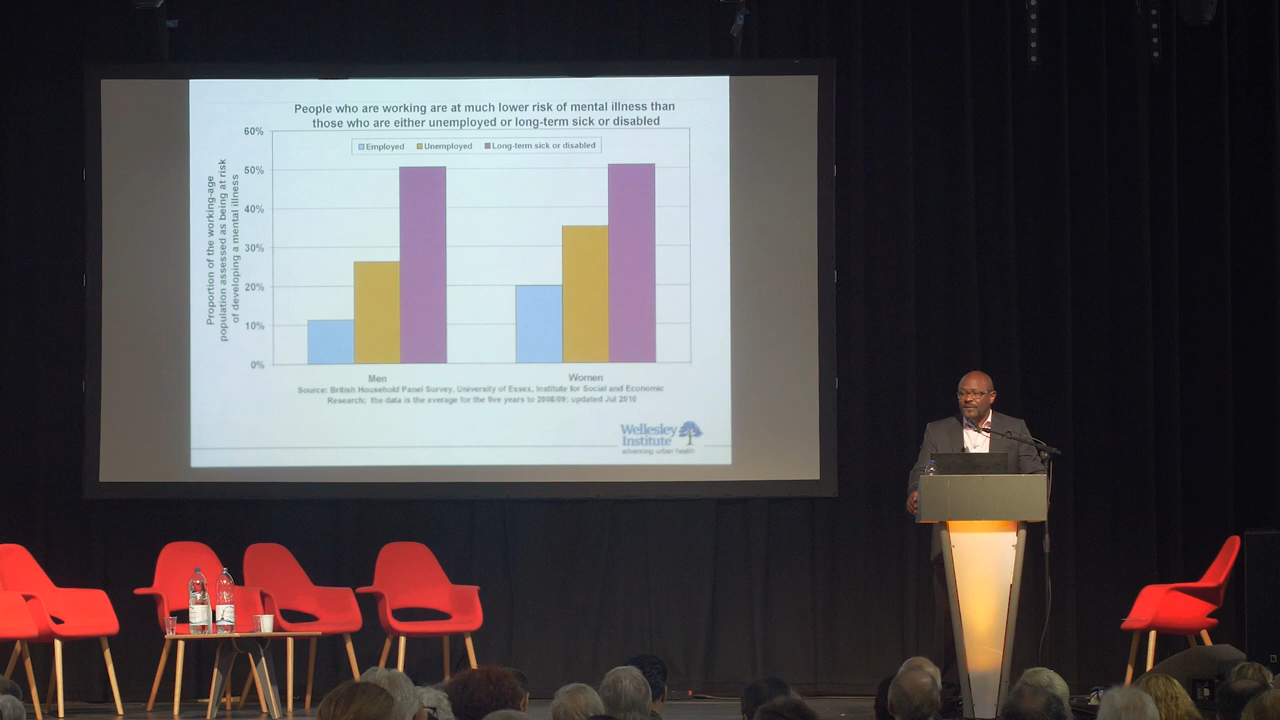 People who are working are at much lower risk of mental illness than
those who are either unemployed or long-term sick or disabled
Employed Unemployed Long-term sick or disabled
Proportion of the working-age
population assessed as being at risk
of developing a mental illness
60%
50%
40%
30%
20%
10%
0%
Men Women
Source: British Household Panel Survey, University of Essex, Institute for Social and Economic
Research; the data is the average for the five years to 2008/09; updated Jul 2010
Wellesley
Institute
advancing urban health